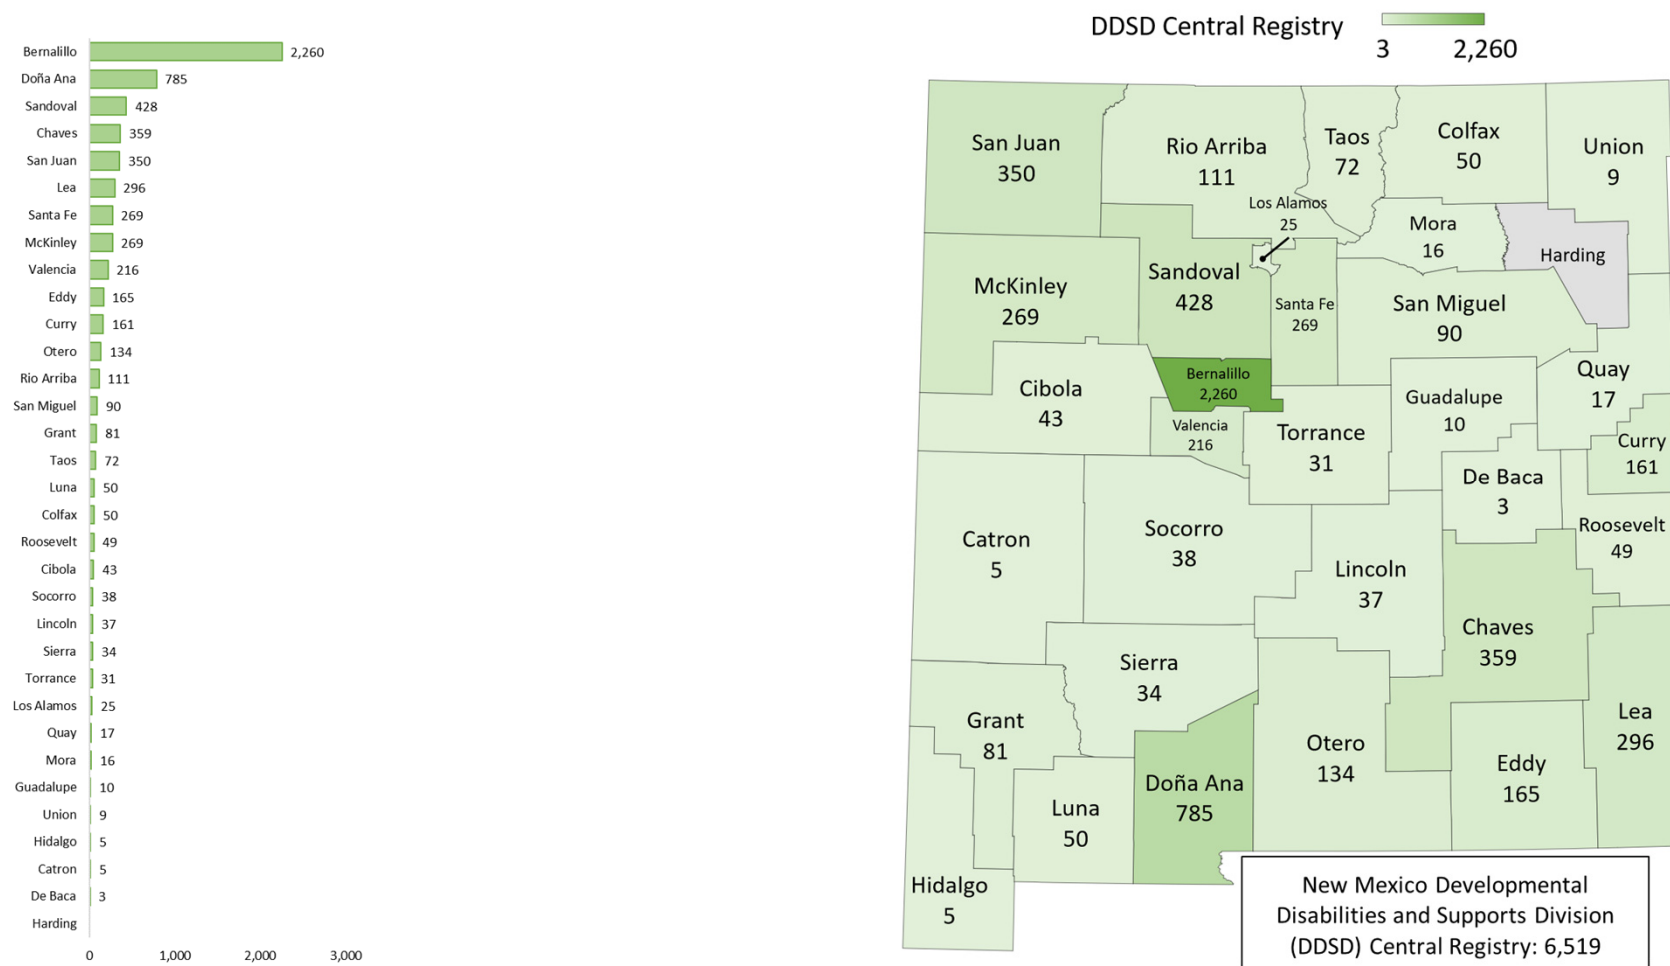 Bernalillo 2,260
Doña Ana 785
Sandoval 428
Chaves 359
San Juan 350
Lea 296
Santa Fe 269
McKinley 269
Valencia 216
Eddy 165
Curry 161
Otero 134
Rio Arriba 111
San Miguel 90
Grant 81
Taos 72
Luna 50
Colfax 50
Roosevelt 49
Cibola 43
Socorro 38
Lincoln 37
Sierra 34
Torrance 31
Los Alamos 25
Quay 17
Mora 16
Guadalupe 10
Union 9
Hidalgo 5
Catron 5
De Baca 3
Harding
0 1,000 2,000 3,000
DDSD Central Registry
3 2,260
San Juan
350
Rio Arriba
111
Taos
72
Colfax
50
Union
9
Los Alamos
25
Mora
16
Harding
McKinley
269
Sandoval
428
Santa Fe
269
San Miguel
90
Quay
17
Cibola
43
Bernalillo
2,260
Valencia
216
Torrance
31
Guadalupe
10
Curry
161
De Baca
3
Catron
5
Socorro
38
Lincoln
37
Roosevelt
49
Chaves
359
Sierra
34
Grant
81
Lea
296
Otero
134
Eddy
165
Doña Ana
785
Luna
50
Hidalgo
5
New Mexico Developmental
Disabilities and Supports Division
(DDSD) Central Registry: 6,519